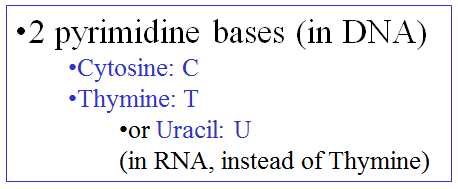 •2 pyrimidine bases (in DNA)
•Cytosine: C
•Thymine: T
•or Uracil: U
(in RNA, instead of Thymine)